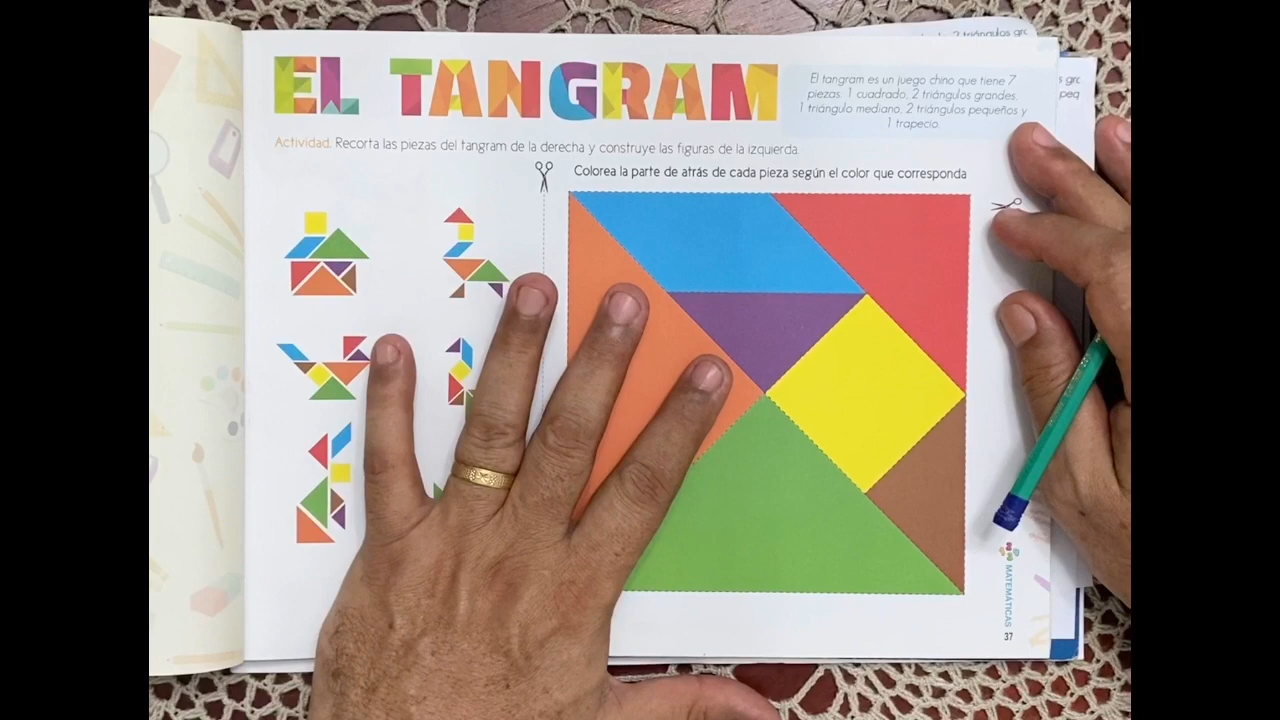 EL TANGRAM
El tangram es un juego chino que tiene 7
piezas: 1 cuadrado, 2 triángulos grandes,
1 triángulo mediano, 2 triángulos pequeños y
1 trapecio.
Actividad. Recorta las piezas del tangram de la derecha y construye las figuras de la izquierda.
Colorea la parte de atrás de cada pieza según el color que corresponda
MATEMÁTICAS
37
2 triángulos